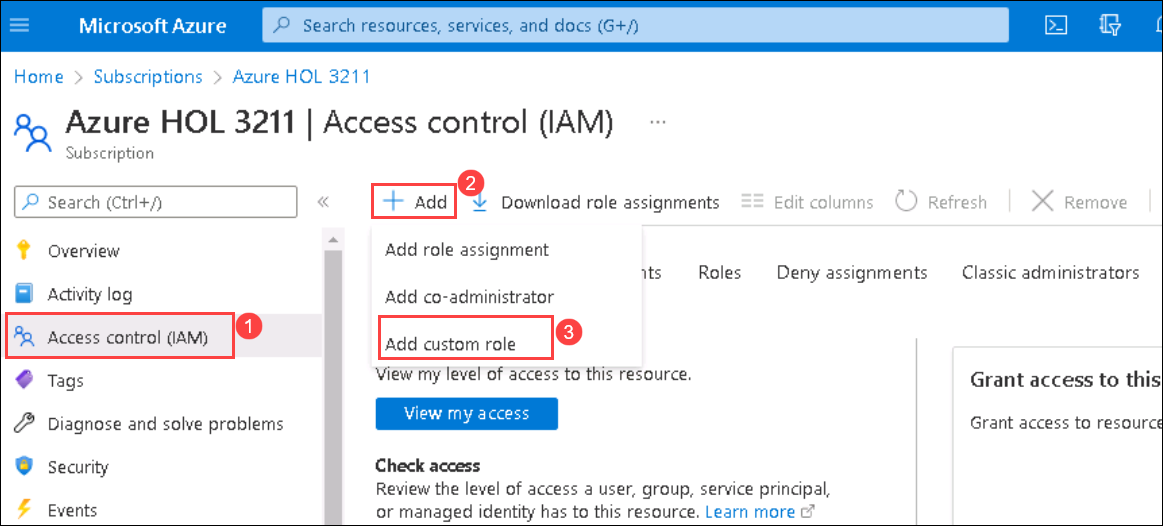 Microsoft Azure
Search resources, services, and docs (G+/)
Home > Subscriptions > Azure HOL 3211
Azure HOL 3211 | Access control (IAM) ...
Subscription
Search (Ctrl+/) «
+ Add 2 Download role assignments Edit columns Refresh Remove
Overview
Activity log
Access control (IAM) 1
Tags
Diagnose and solve problems
Security
Events
Add role assignment
Add co-administrator
Add custom role 3
nts Roles Deny assignments Classic administrators
View my level of access to this resource.
View my access
Check access
Review the level of access a user, group, service principal,
or managed identity has to this resource. Learn more
Grant access to this
Grant access to resource